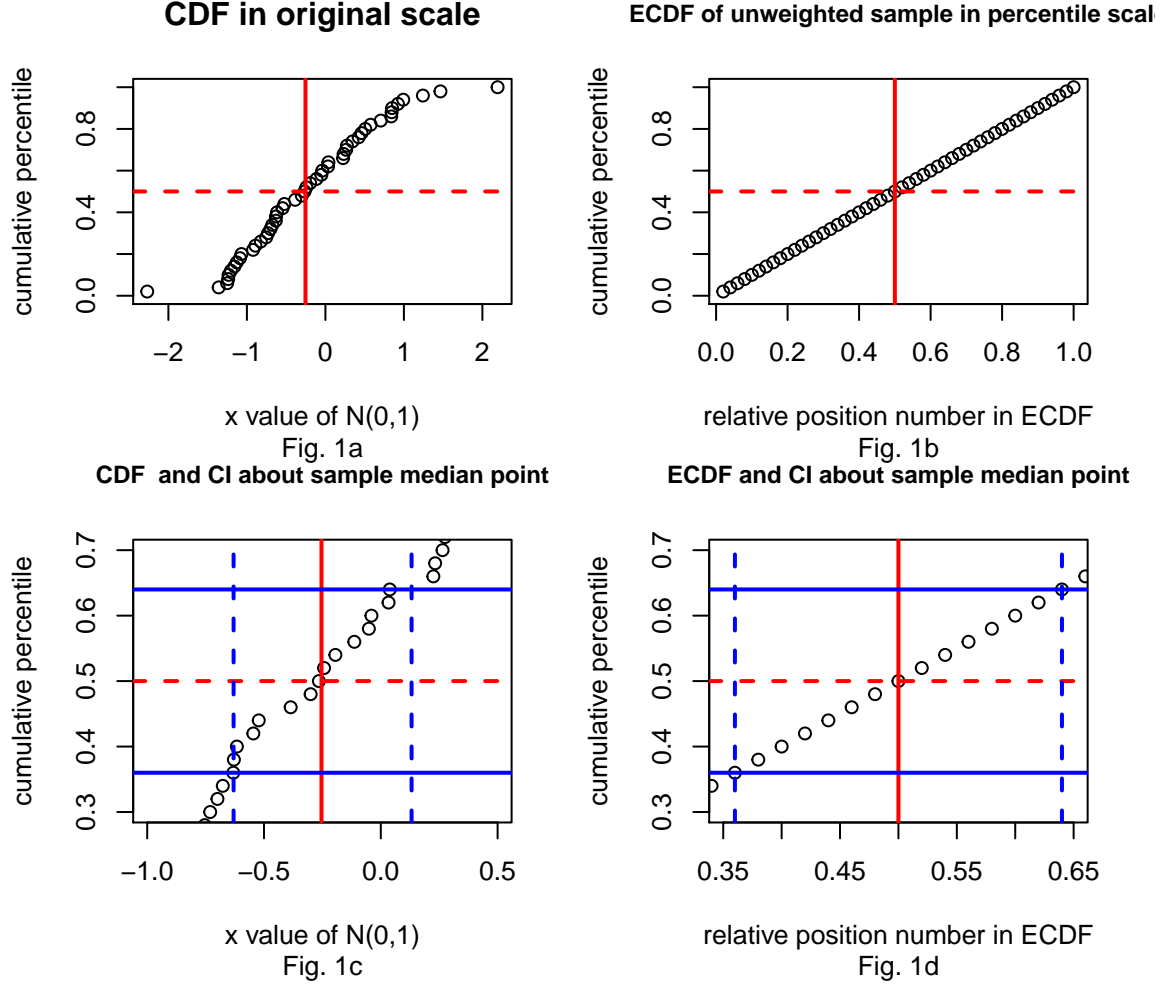 CDF in original scale
cumulative percentile
0.0 0.4 0.8
−2 −1 0 1 2
x value of N(0,1)
Fig. 1a
ECDF of unweighted sample in percentile scal
cumulative percentile
0.0 0.4 0.8
0.0 0.2 0.4 0.6 0.8 1.0
relative position number in ECDF
Fig. 1b
CDF and CI about sample median point
cumulative percentile
0.3 0.4 0.5 0.6 0.7
−1.0 −0.5 0.0 0.5
x value of N(0,1)
Fig. 1c
ECDF and CI about sample median point
cumulative percentile
0.3 0.4 0.5 0.6 0.7
0.35 0.45 0.55 0.65
relative position number in ECDF
Fig. 1d